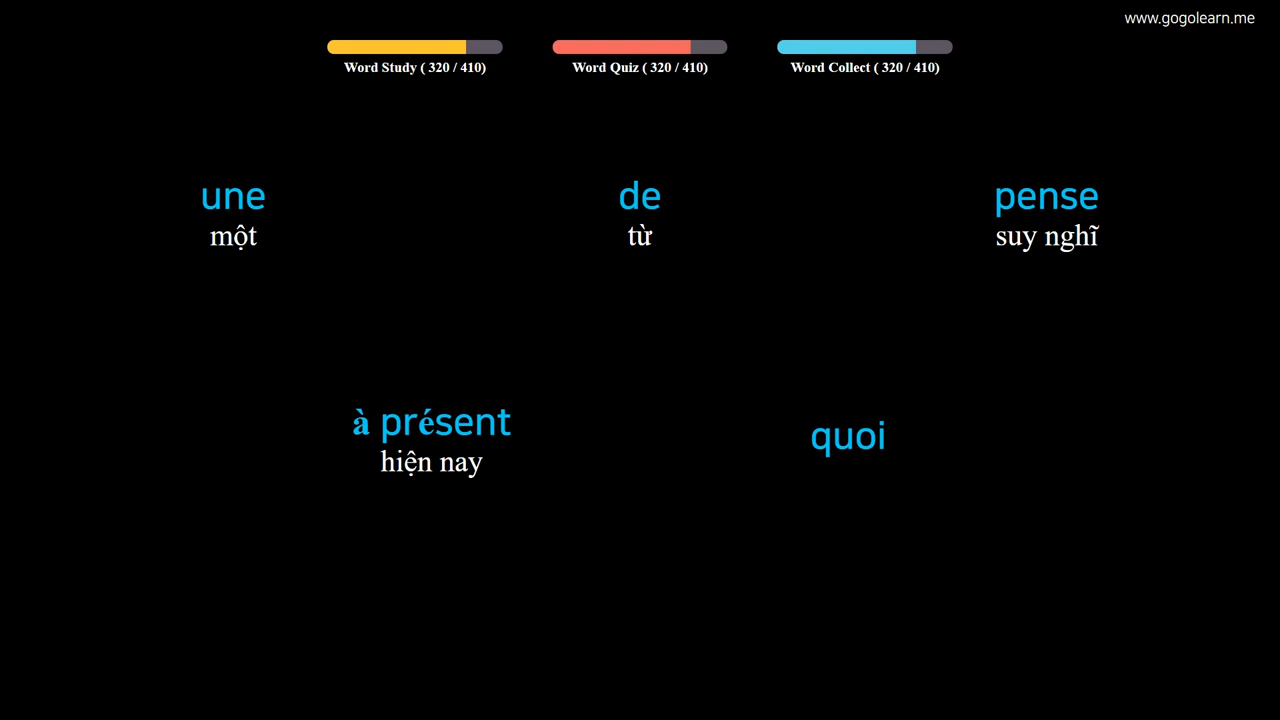 www.gogolearn.me
Word Study ( 320 / 410)
Word Quiz ( 320 / 410)
Word Collect ( 320 / 410)
une
một
de
từ
pense
suy nghĩ
à présent
hiện nay
quoi